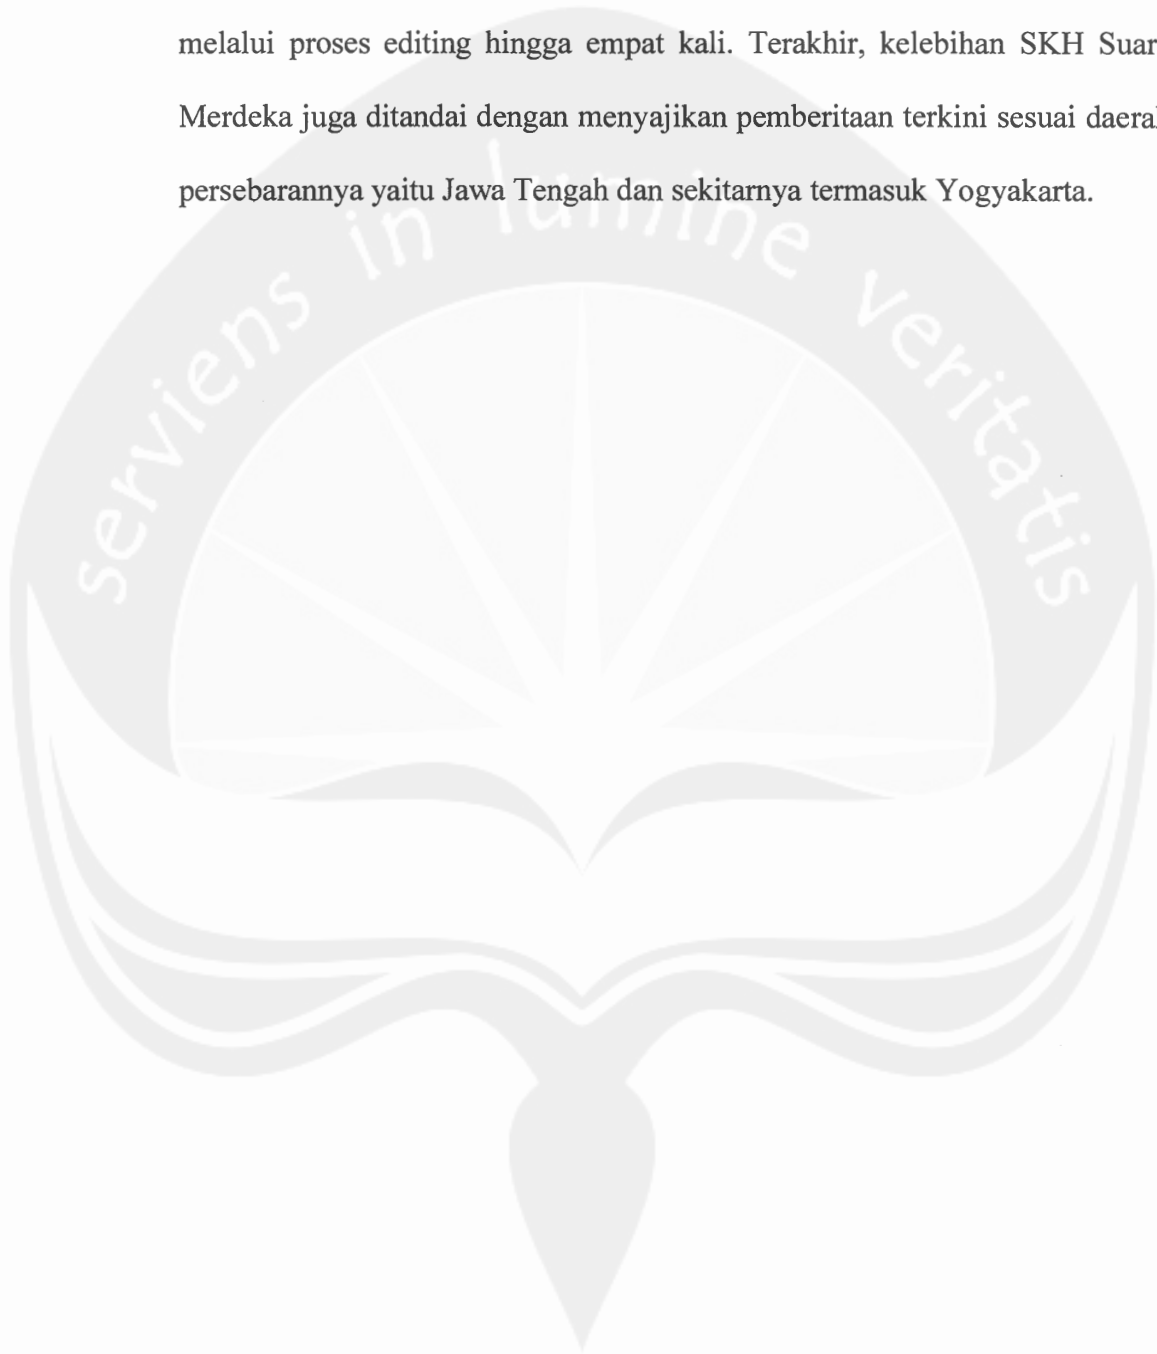 melalui proses editing hingga empat kali. Terakhir, kelebihan SKH Suar
Merdeka juga ditandai dengan menyajikan pemberitaan terkini sesuai daera
persebarannya yaitu Jawa Tengah dan sekitarnya termasuk Yogyakarta.
serviens in lumine veritatis